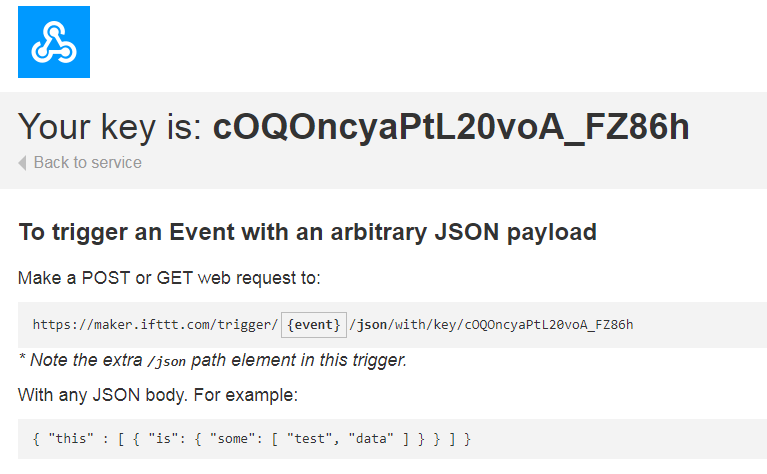 Your key is: cOQOncyaPtL20voA_FZ86h
Back to service
To trigger an Event with an arbitrary JSON payload
Make a POST or GET web request to:
https://maker.ifttt.com/trigger/ {event} /json/with/key/cOQOncyaPtL20voA_FZ86h
* Note the extra /json path element in this trigger.
With any JSON body. For example:
{ "this" : [ { "is": { "some": [ "test", "data" ] } } ] }